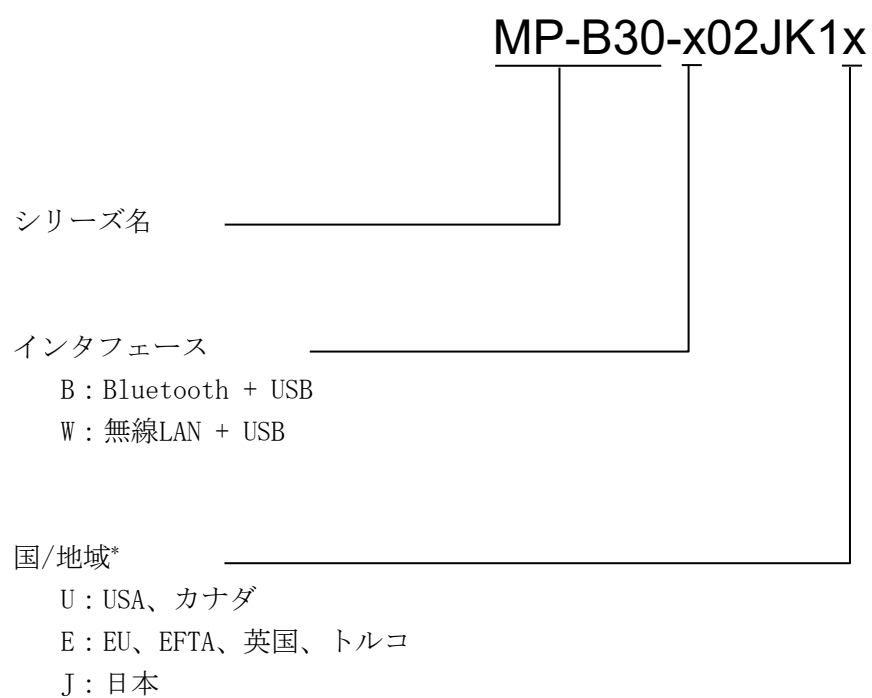 MP-B30-x02JK1x
シリーズ名
インタフェース
B：Bluetooth + USB
W：無線LAN + USB
国/地域*
U：USA、カナダ
E：EU、EFTA、英国、トルコ
J：日本